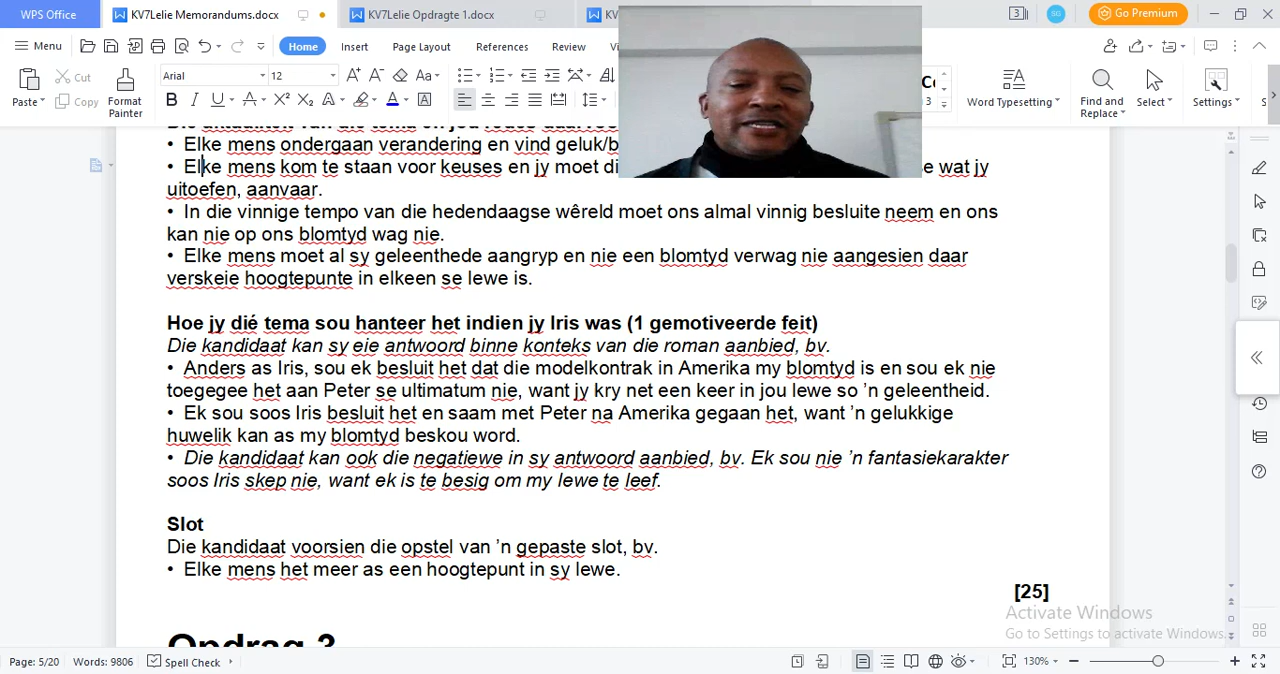 WPS Office KV7Lelie Memorandums.docx KV7Lelie Opdragte 1.docx KV7 3 SG Go Premium
Menu Home Insert Page Layout References Review
Paste Cut Copy Format Painter Arial 12 Word Typesetting Find and Replace Select Settings
• Elke mens ondergaan verandering en vind
• Elke mens kom te staan voor keuses en jy moet wat jy
uitoefen, aanvaar.
• In die vinnige tempo van die hedendaagse wêreld moet ons almal vinnig besluite neem en ons
kan nie op ons blomtyd wag nie.
• Elke mens moet al sy geleenthede aangryp en nie een blomtyd verwag nie aangesien daar
verskeie hoogtepunte in elkeen se lewe is.
Hoe jy dié tema sou hanteer het indien jy Iris was (1 gemotiveerde feit)
Die kandidaat kan sy eie antwoord binne konteks van die roman aanbied, bv.
• Anders as Iris, sou ek besluit het dat die modelkontrak in Amerika my blomtyd is en sou ek nie
toegegee het aan Peter se ultimatum nie, want jy kry net een keer in jou lewe so ’n geleentheid.
• Ek sou soos Iris besluit het en saam met Peter na Amerika gegaan het, want ’n gelukkige
huwelik kan as my blomtyd beskou word.
• Die kandidaat kan ook die negatiewe in sy antwoord aanbied, bv. Ek sou nie ’n fantasiekarakter
soos Iris skep nie, want ek is te besig om my lewe te leef.
Slot
Die kandidaat voorsien die opstel van ’n gepaste slot, bv.
• Elke mens het meer as een hoogtepunt in sy lewe.
[25]
Activate Windows
Go to Settings to activate Windows.
Page: 5/20 Words: 9806 Spell Check 130%